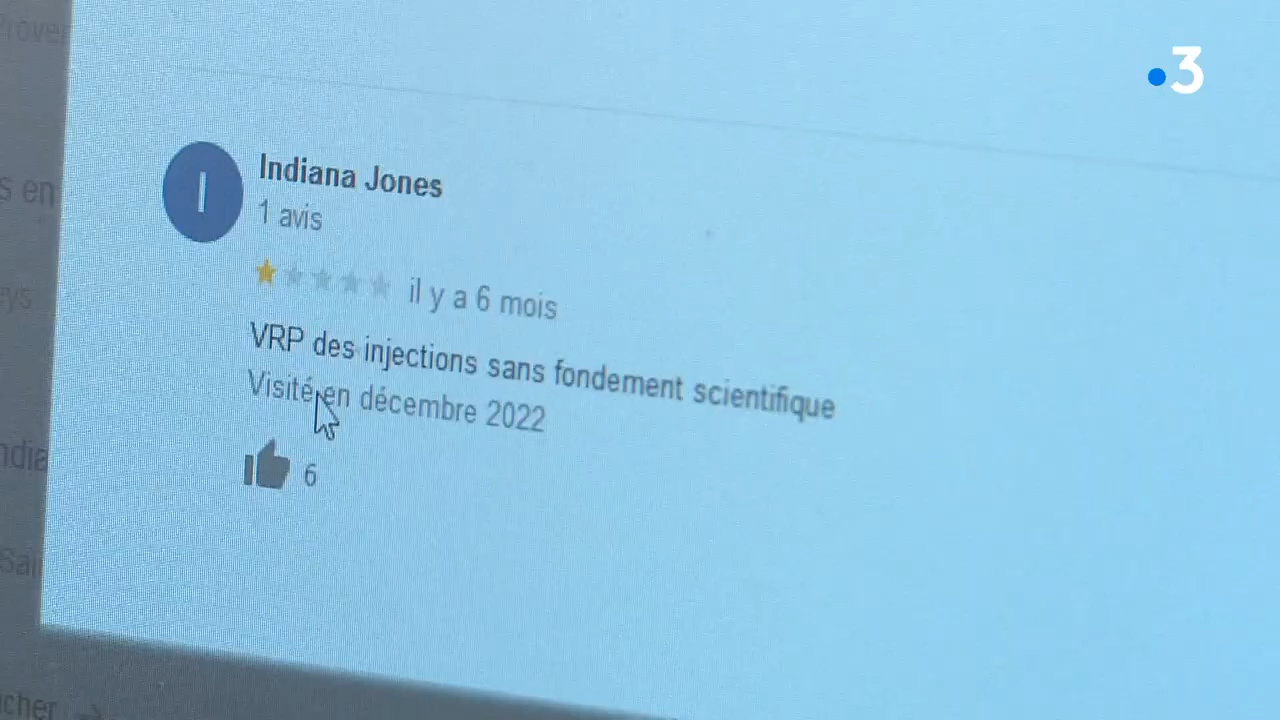 3
Indiana Jones
I
1 avis
il y a 6 mois
VRP des injections sans fondement scientifique
Visité en décembre 2022
6
s en